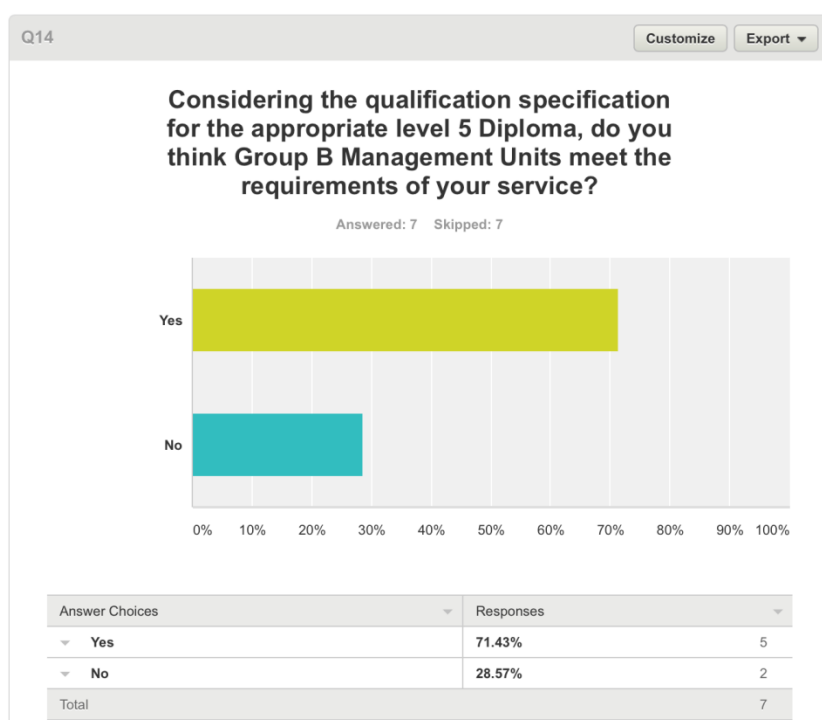 Q14
Customize
Export
Considering the qualification specification
for the appropriate level 5 Diploma, do you
think Group B Management Units meet the
requirements of your service?
Answered: 7 Skipped: 7
Yes
No
0% 10% 20% 30% 40% 50% 60% 70% 80% 90% 100%
Answer Choices Responses
Yes 71.43% 5
No 28.57% 2
Total 7